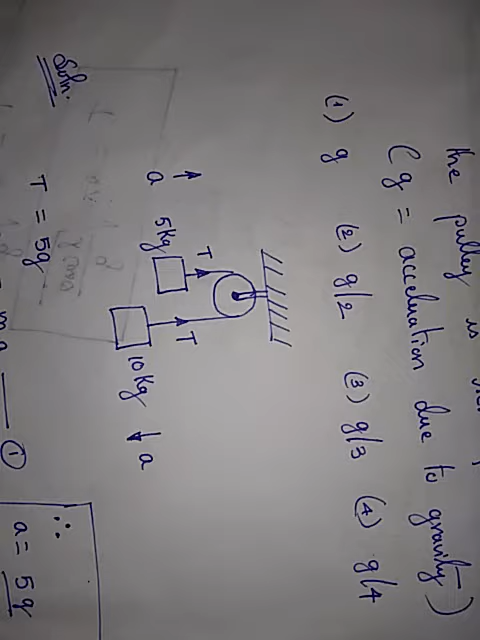 the pulley is
( g = acceleration due to gravity )
(1) g (2) g/2 (3) g/3 (4) g/4
a 5Kg T T 10Kg a
Soln.
T = 5g ①
∴ a = 5g